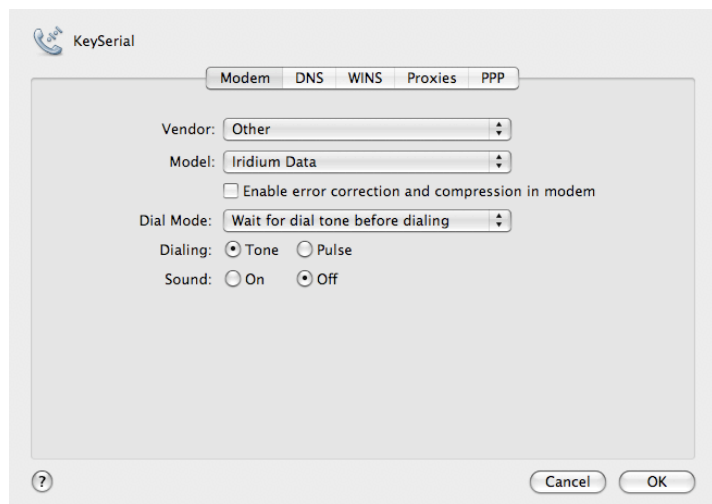 KeySerial
Modem DNS WINS Proxies PPP
Vendor: Other
Model: Iridium Data
Enable error correction and compression in modem
Dial Mode: Wait for dial tone before dialing
Dialing: Tone Pulse
Sound: On Off
? Cancel OK